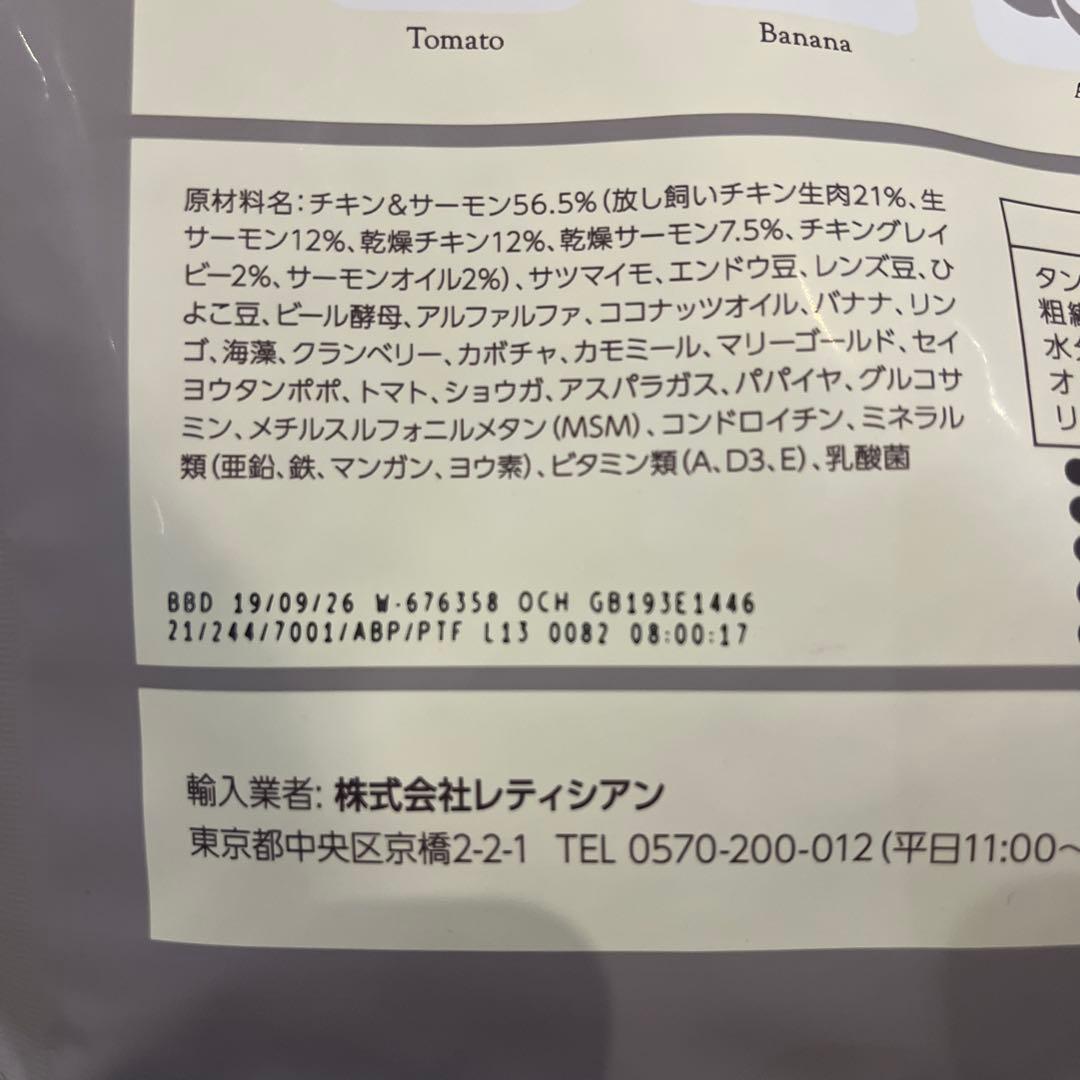 Tomato
Banana
原材料名：チキン&サーモン56.5%（放し飼いチキン生肉21%、生
サーモン12%、乾燥チキン12%、乾燥サーモン7.5%、チキングレイ
ビー2%、サーモンオイル2%）、サツマイモ、エンドウ豆、レンズ豆、ひ
よこ豆、ビール酵母、アルファルファ、ココナッツオイル、バナナ、リン
ゴ、海藻、クランベリー、カボチャ、カモミール、マリーゴールド、セイ
ヨウタンポポ、トマト、ショウガ、アスパラガス、パパイヤ、グルコサ
ミン、メチルスルフォニルメタン（MSM）、コンドロイチン、ミネラル
類（亜鉛、鉄、マンガン、ヨウ素）、ビタミン類（A、D3、E）、乳酸菌
タン
粗
水
オ
リ
BBD 19/09/26 W-676358 OCH GB193E1446
21/244/7001/ABP/PTF L13 0082 08:00:17
輸入業者: 株式会社レティシアン
東京都中央区京橋2-2-1 TEL 0570-200-012（平日11:00〜